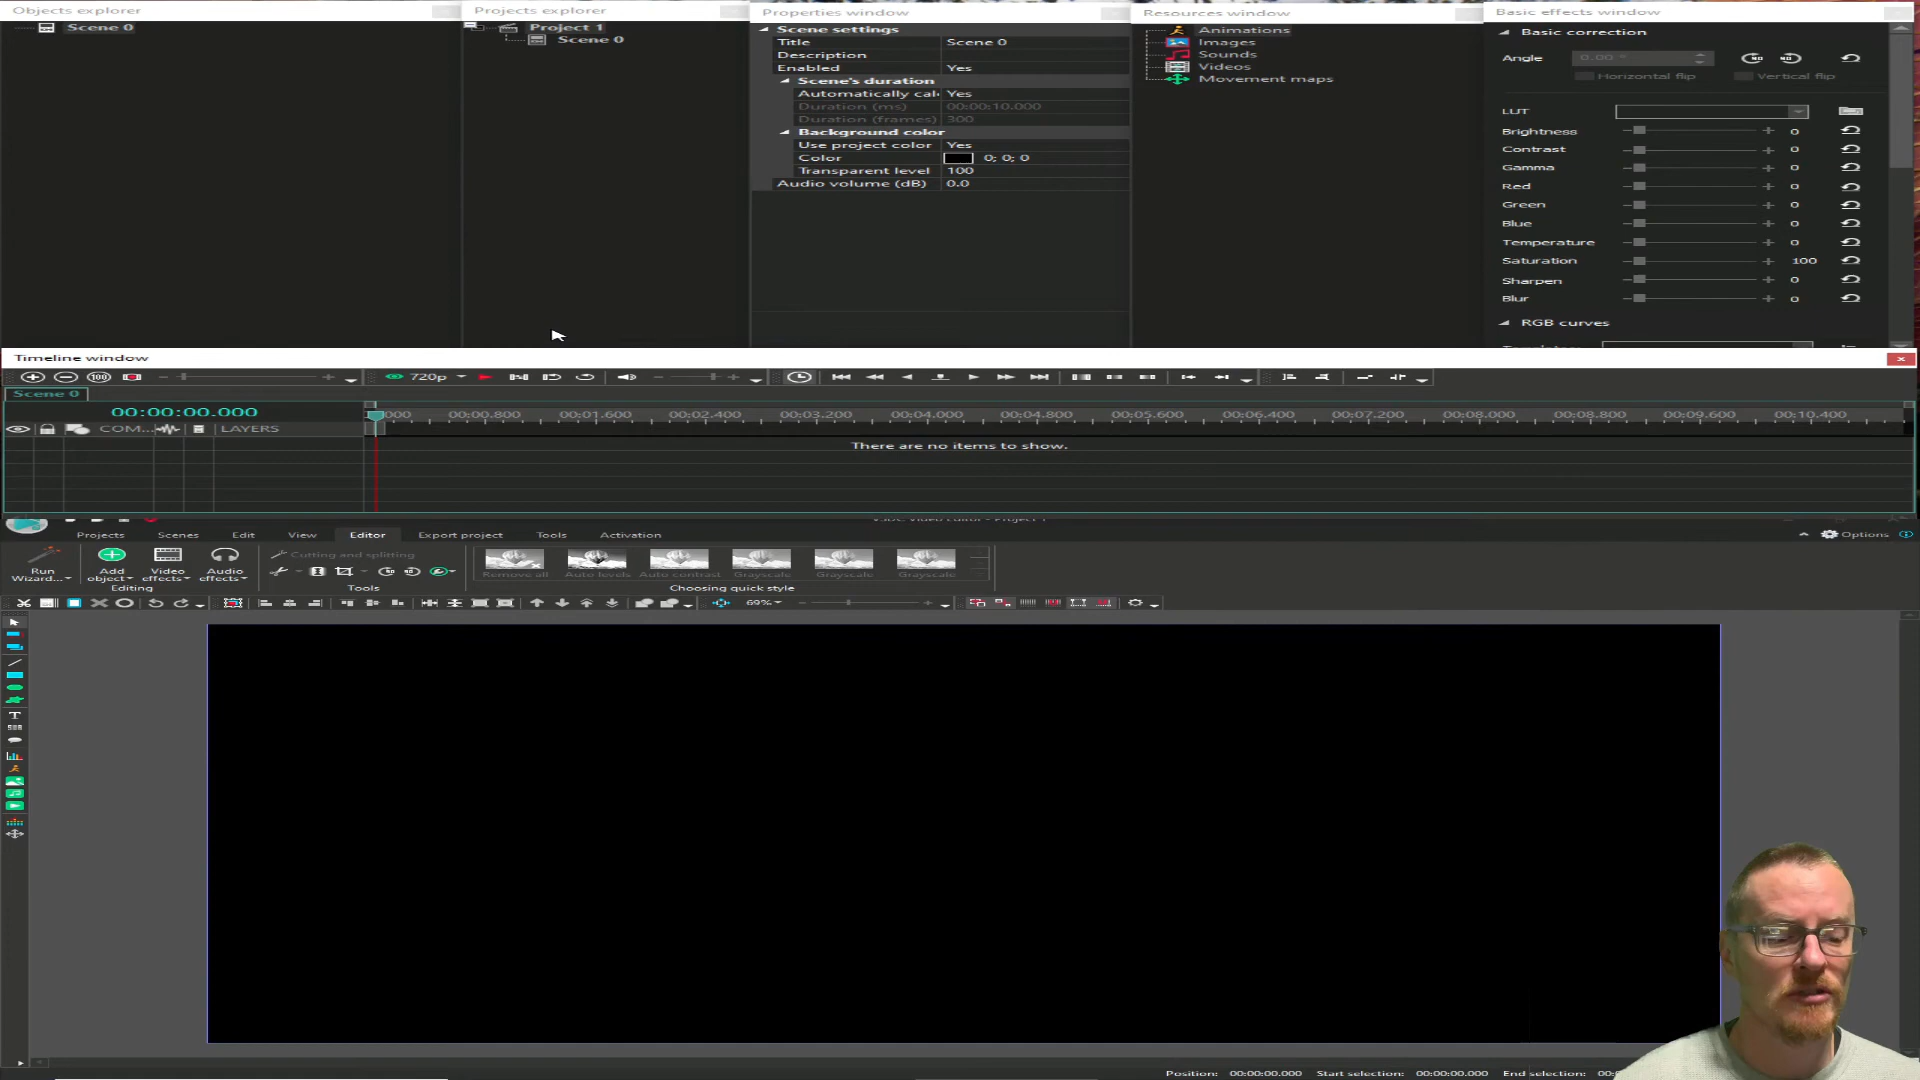 Objects explorer
Scene 0
Projects explorer
Project 1
Scene 0
Properties window
Scene settings
Title Scene 0
Description
Enabled Yes
Scene's duration
Automatically cal Yes
Duration (ms) 00:00:10.000
Duration (frames) 300
Background color
Use project color Yes
Color 0; 0; 0
Transparent level 100
Audio volume (dB) 0.0
Resources window
Animations
Images
Sounds
Videos
Movement maps
Basic effects window
Basic correction
Angle 0.00 °
Horizontal flip Vertical flip
LUT
Brightness 0
Contrast 0
Gamma 0
Red 0
Green 0
Blue 0
Temperature 0
Saturation 100
Sharpen 0
Blur 0
RGB curves
Timeline window
720p
Scene 0
00:00:00.000
000 00:00.800 00:01.600 00:02.400 00:03.200 00:04.000 00:04.800 00:05.600 00:06.400 00:07.200 00:08.000 00:08.800 00:09.600 00:10.400
COM... LAYERS
There are no items to show.
Projects Scenes Edit View Editor Export project Tools Activation
Options
Run Wizard...
Add object
Video effects
Audio effects
Editing
Cutting and splitting
Tools
Remove all Auto levels Auto contrast Grayscale Grayscale Grayscale
Choosing quick style
69%
Position: 00:00:00.000 Start selection: 00:00:00.000 End selection: 00:0